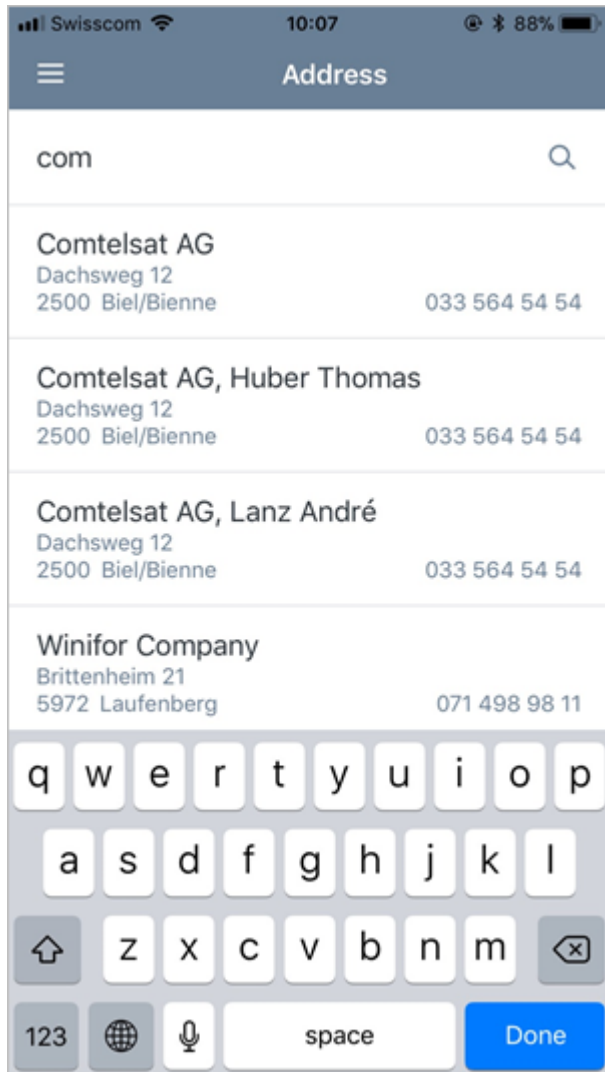 Swisscom 10:07 88%
Address
com
Comtelsat AG
Dachsweg 12
2500 Biel/Bienne 033 564 54 54
Comtelsat AG, Huber Thomas
Dachsweg 12
2500 Biel/Bienne 033 564 54 54
Comtelsat AG, Lanz André
Dachsweg 12
2500 Biel/Bienne 033 564 54 54
Winifor Company
Brittenheim 21
5972 Laufenberg 071 498 98 11
q w e r t y u i o p
a s d f g h j k l
z x c v b n m
123 space Done